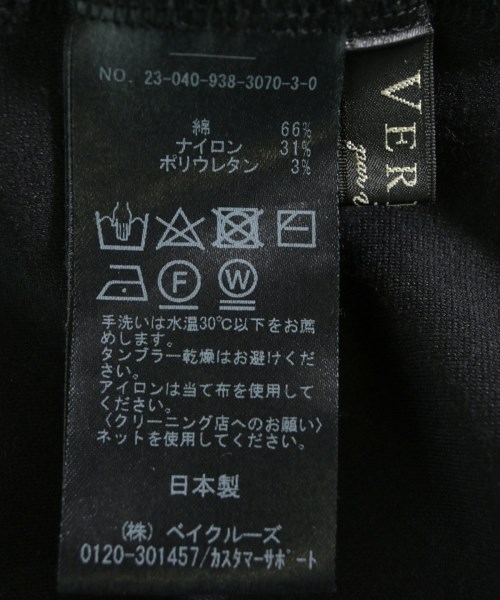 NO. 23-040-938-3070-3-0
綿 66%
ナイロン 31%
ポリウレタン 3%
F W
手洗いは水温30℃以下をお薦
めします。
タンブラー乾燥はお避けくだ
さい。
アイロンは当て布を使用して
ください。
〈クリーニング店へのお願い〉
ネットを使用してください。
日本製
(株) ベイクルーズ
0120-301457/カスタマーサポート
VER
pour